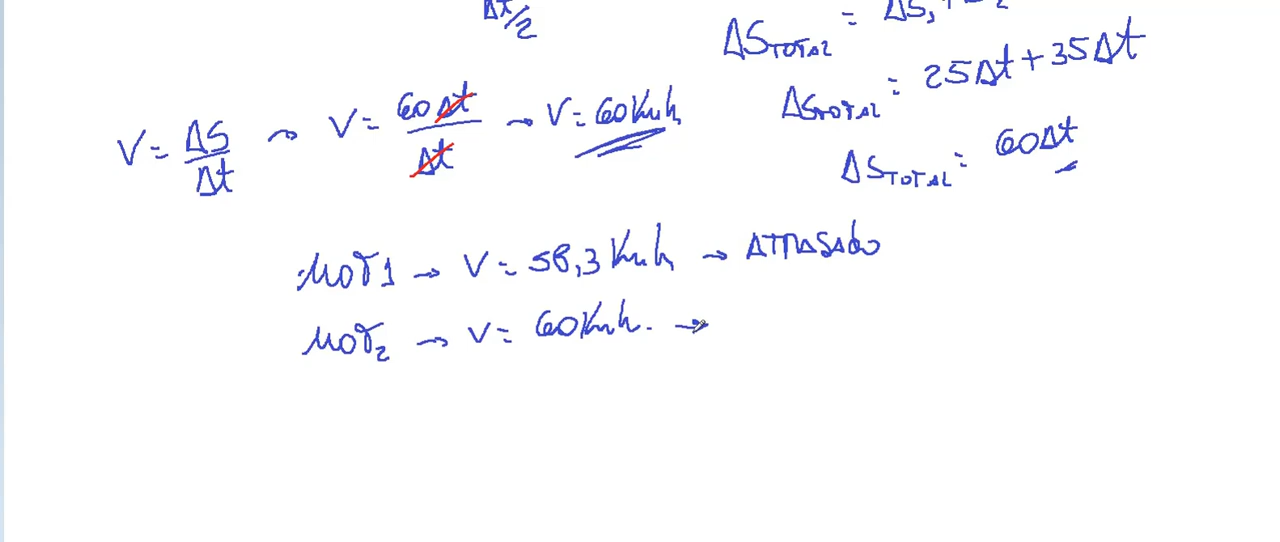 Δt/2
ΔS_TOTAL = ΔS₁ +
ΔS_TOTAL = 25Δt + 35Δt
V = ΔS/Δt → V = 60Δt/Δt → V = 60Km/h
ΔS_TOTAL = 60Δt
MOT1 → V = 58,3 Km/h → ATRASADO
MOT₂ → V = 60Km/h. →